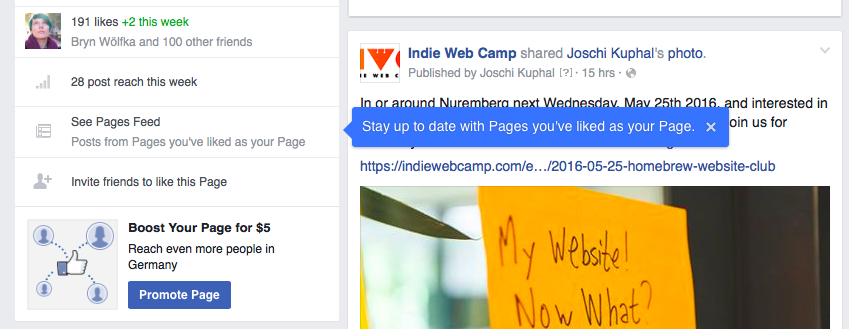 191 likes +2 this week
Bryn Wölfka and 100 other friends
28 post reach this week
See Pages Feed
Posts from Pages you've liked as your Page
Invite friends to like this Page
Boost Your Page for $5
Reach even more people in
Germany
Promote Page
IWC
IE WEB C
Indie Web Camp shared Joschi Kuphal's photo.
Published by Joschi Kuphal [?] · 15 hrs ·
In or around Nuremberg next Wednesday, May 25th 2016, and interested in
Stay up to date with Pages you've liked as your Page. ×
oin us for
https://indiewebcamp.com/e…/2016-05-25-homebrew-website-club
My Website!
Now What?